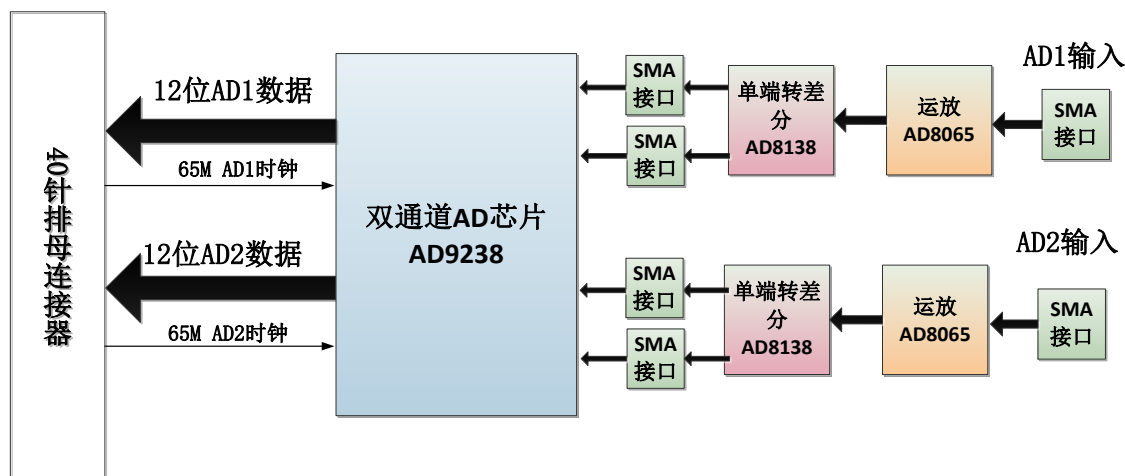 40针排母连接器
12位AD1数据
65M AD1时钟
12位AD2数据
65M AD2时钟
双通道AD芯片
AD9238
SMA
接口
SMA
接口
单端转差
分
AD8138
运放
AD8065
AD1输入
SMA
接口
SMA
接口
SMA
接口
单端转差
分
AD8138
运放
AD8065
AD2输入
SMA
接口